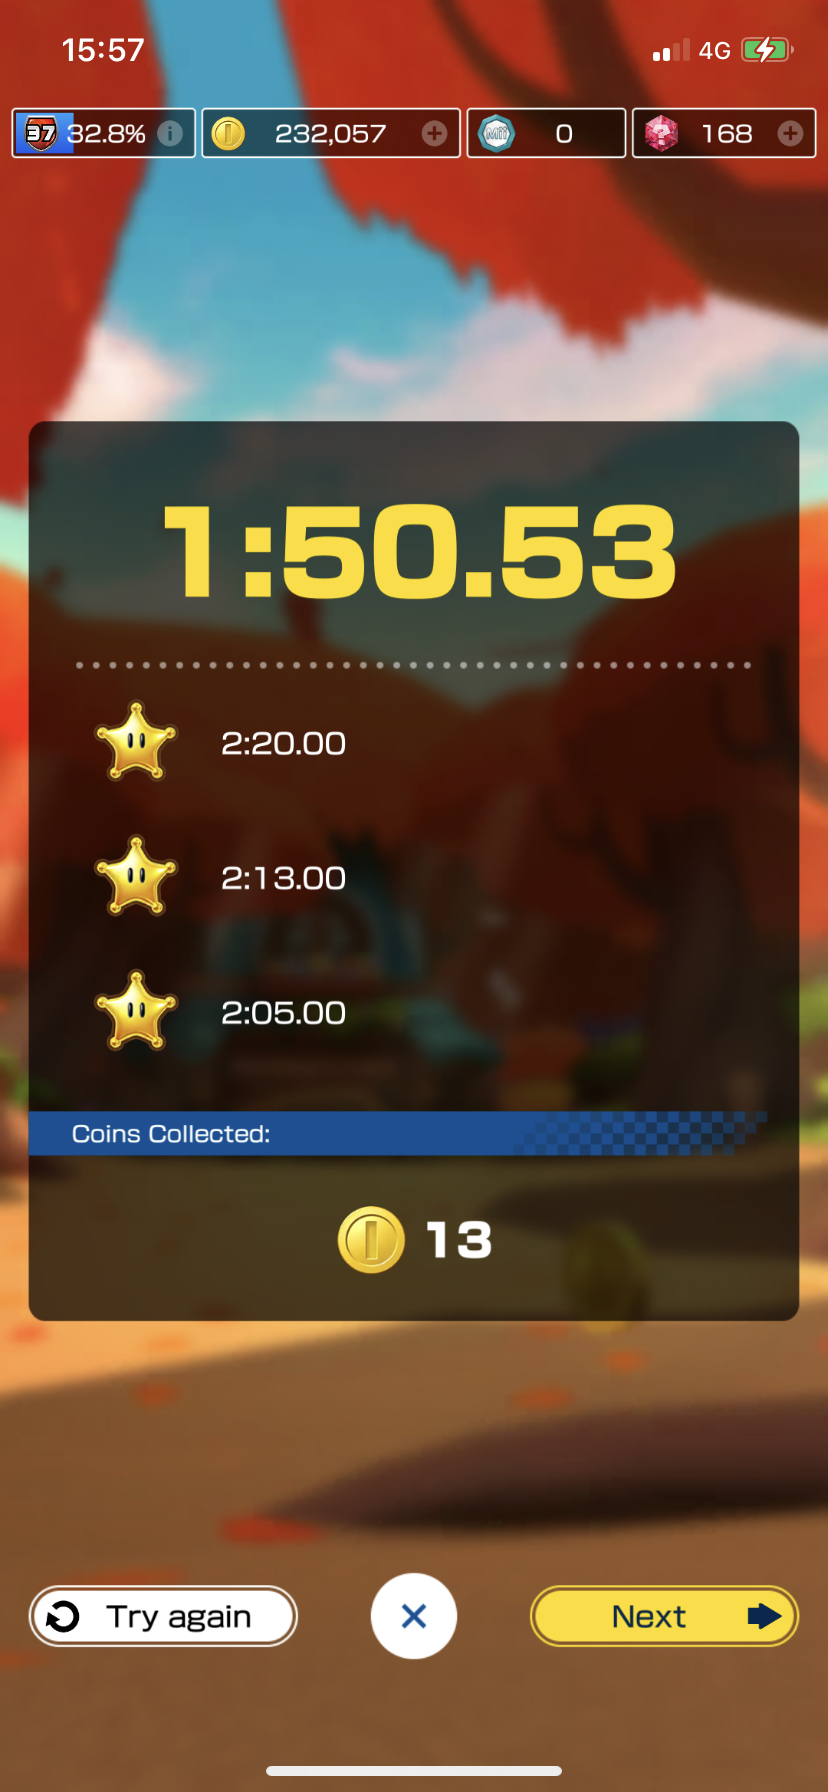 15:57 4G
37 32.8% i 232,057 + Mii 0 168 +
1:50.53
2:20.00
2:13.00
2:05.00
Coins Collected:
13
Try again × Next